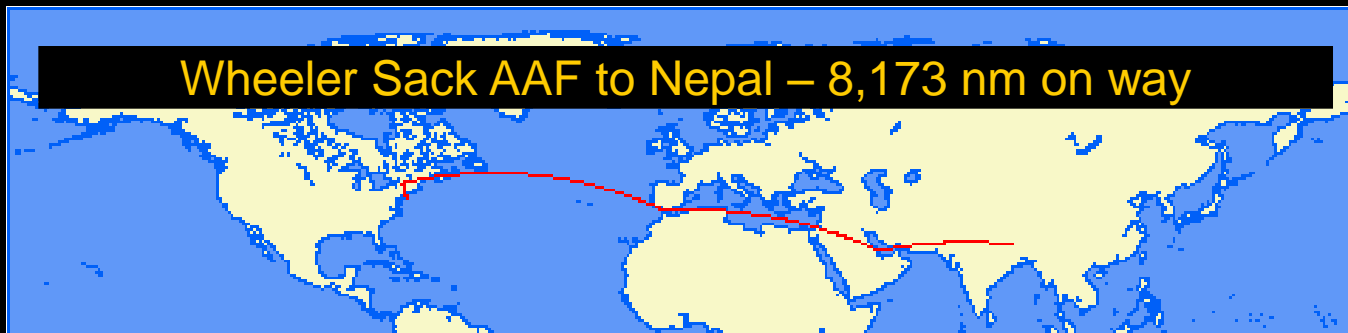 Wheeler Sack AAF to Nepal – 8,173 nm on way